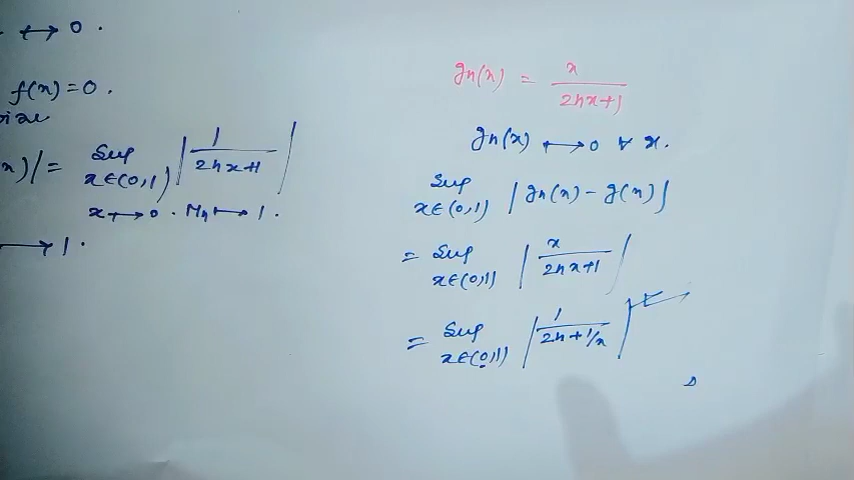 ⟷ 0 .
f(x) = 0 .
x)| = Sup x∈(0,1) | 1 / 2nx+1 |
x ⟼ 0 . Mn ⟼ 1 .
⟶ 1 .
gn(x) = x / 2nx+1
gn(x) ⟼ 0 ∀ x.
Sup x∈(0,1) | gn(x) - g(x) |
= Sup x∈(0,1) | x / 2nx+1 |
= Sup x∈(0,1) | 1 / 2n+1/x |